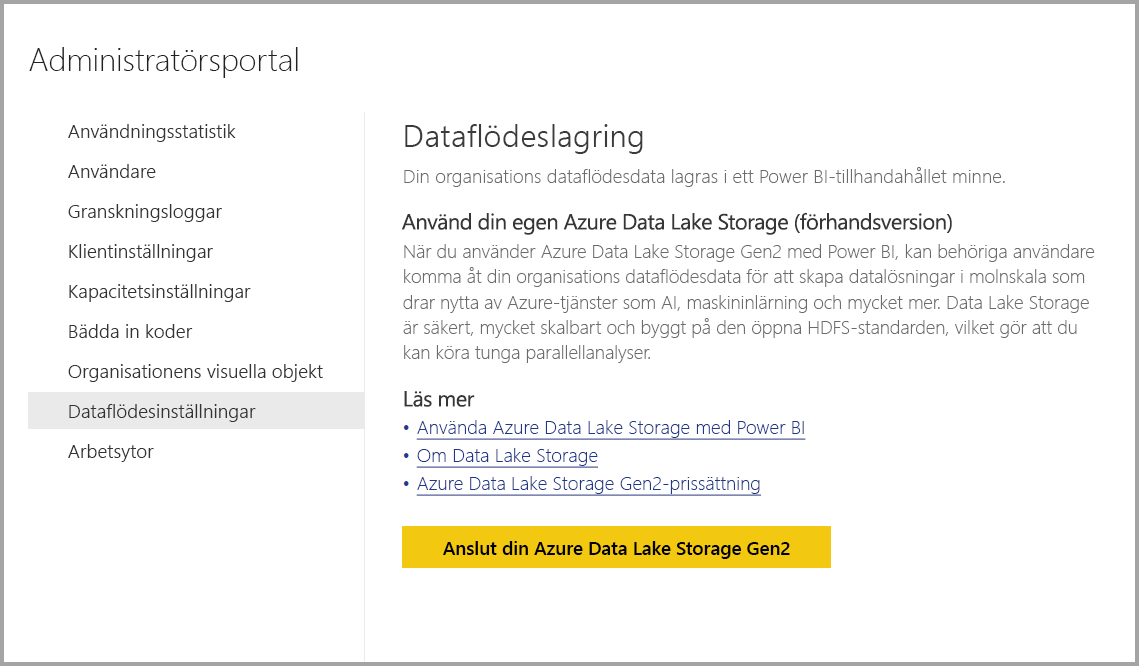 Administratörsportal
Användningsstatistik
Användare
Granskningsloggar
Klientinställningar
Kapacitetsinställningar
Bädda in koder
Organisationens visuella objekt
Dataflödesinställningar
Arbetsytor
Dataflödeslagring
Din organisations dataflödesdata lagras i ett Power BI-tillhandahållet minne.
Använd din egen Azure Data Lake Storage (förhandsversion)
När du använder Azure Data Lake Storage Gen2 med Power BI, kan behöriga användare
komma åt din organisations dataflödesdata för att skapa datalösningar i molnskala som
drar nytta av Azure-tjänster som AI, maskininlärning och mycket mer. Data Lake Storage
är säkert, mycket skalbart och byggt på den öppna HDFS-standarden, vilket gör att du
kan köra tunga parallellanalyser.
Läs mer
• Använda Azure Data Lake Storage med Power BI
• Om Data Lake Storage
• Azure Data Lake Storage Gen2-prissättning
Anslut din Azure Data Lake Storage Gen2